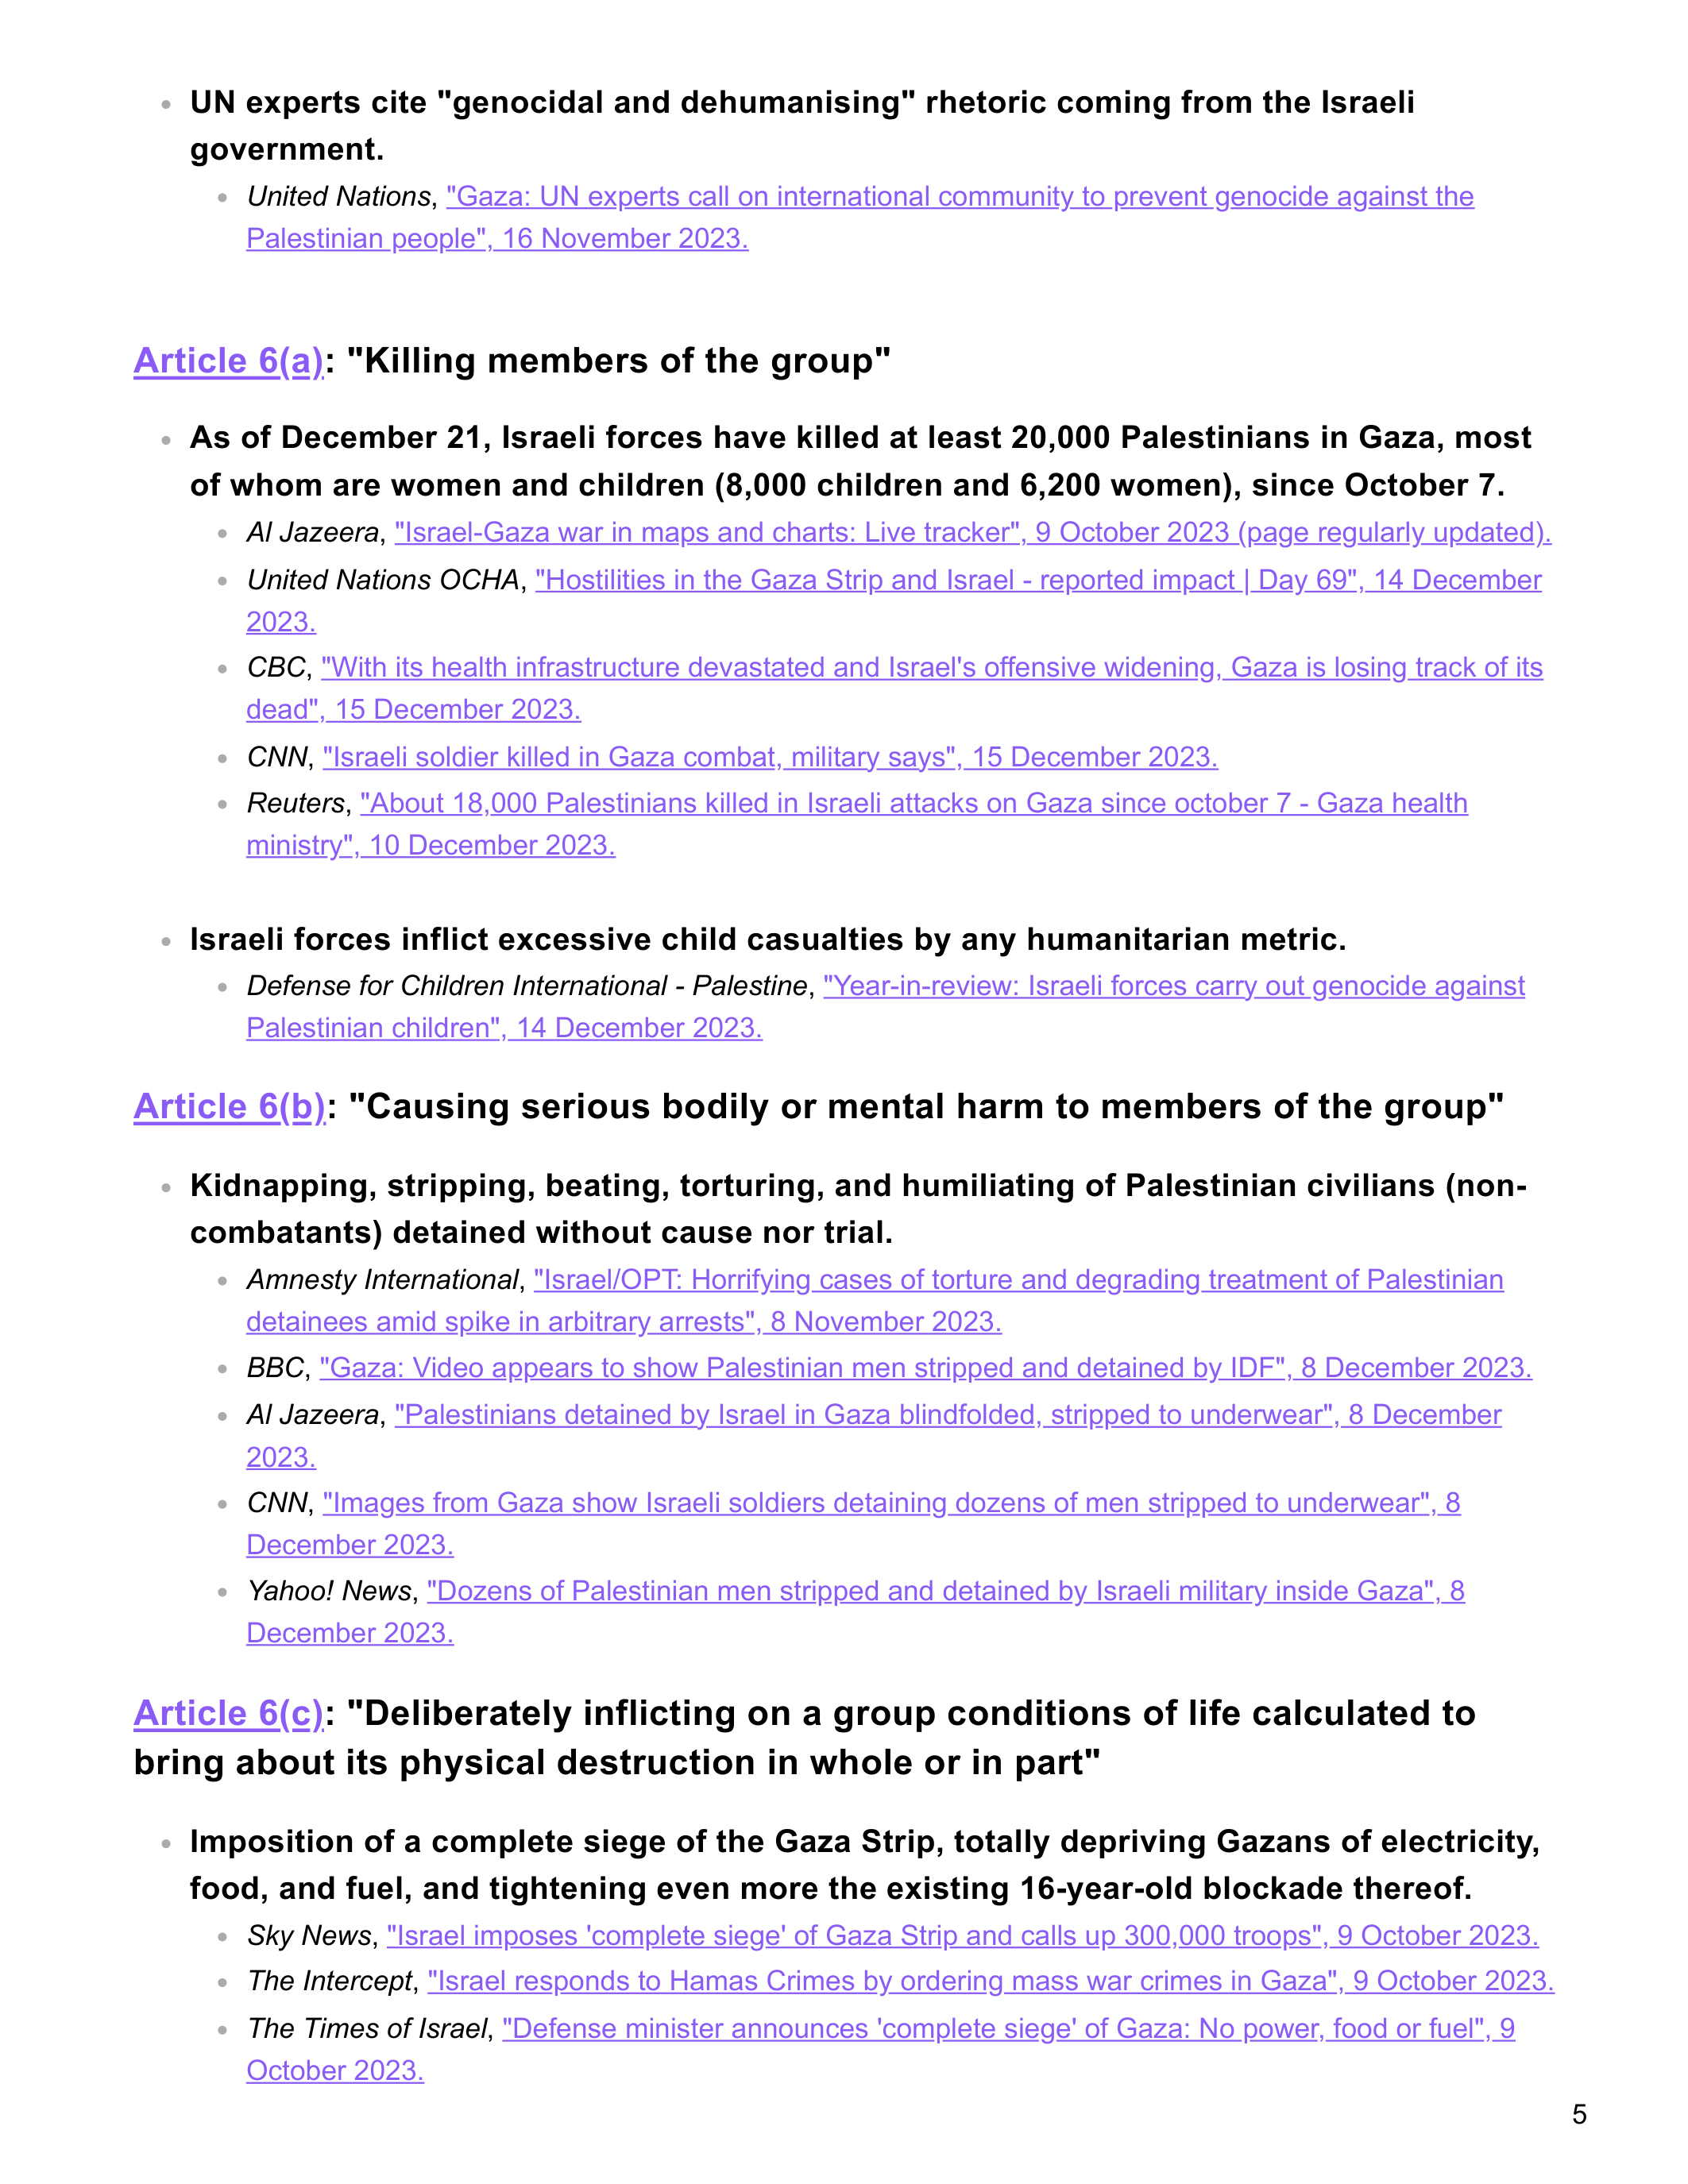 UN experts cite "genocidal and dehumanising" rhetoric coming from the Israeli
government.
United Nations, "Gaza: UN experts call on international community to prevent genocide against the
Palestinian people", 16 November 2023.
Article 6(a): "Killing members of the group"
As of December 21, Israeli forces have killed at least 20,000 Palestinians in Gaza, most
of whom are women and children (8,000 children and 6,200 women), since October 7.
Al Jazeera, "Israel-Gaza war in maps and charts: Live tracker", 9 October 2023 (page regularly updated).
United Nations OCHA, "Hostilities in the Gaza Strip and Israel - reported impact | Day 69", 14 December
2023.
CBC, "With its health infrastructure devastated and Israel's offensive widening, Gaza is losing track of its
dead", 15 December 2023.
CNN, "Israeli soldier killed in Gaza combat, military says", 15 December 2023.
Reuters, "About 18,000 Palestinians killed in Israeli attacks on Gaza since october 7 - Gaza health
ministry", 10 December 2023.
Israeli forces inflict excessive child casualties by any humanitarian metric.
Defense for Children International - Palestine, "Year-in-review: Israeli forces carry out genocide against
Palestinian children", 14 December 2023.
Article 6(b): "Causing serious bodily or mental harm to members of the group"
Kidnapping, stripping, beating, torturing, and humiliating of Palestinian civilians (non-
combatants) detained without cause nor trial.
Amnesty International, "Israel/OPT: Horrifying cases of torture and degrading treatment of Palestinian
detainees amid spike in arbitrary arrests", 8 November 2023.
BBC, "Gaza: Video appears to show Palestinian men stripped and detained by IDF", 8 December 2023.
Al Jazeera, "Palestinians detained by Israel in Gaza blindfolded, stripped to underwear", 8 December
2023.
CNN, "Images from Gaza show Israeli soldiers detaining dozens of men stripped to underwear", 8
December 2023.
Yahoo! News, "Dozens of Palestinian men stripped and detained by Israeli military inside Gaza", 8
December 2023.
Article 6(c): "Deliberately inflicting on a group conditions of life calculated to
bring about its physical destruction in whole or in part"
Imposition of a complete siege of the Gaza Strip, totally depriving Gazans of electricity,
food, and fuel, and tightening even more the existing 16-year-old blockade thereof.
Sky News, "Israel imposes 'complete siege' of Gaza Strip and calls up 300,000 troops", 9 October 2023.
The Intercept, "Israel responds to Hamas Crimes by ordering mass war crimes in Gaza", 9 October 2023.
The Times of Israel, "Defense minister announces 'complete siege' of Gaza: No power, food or fuel", 9
October 2023.
5